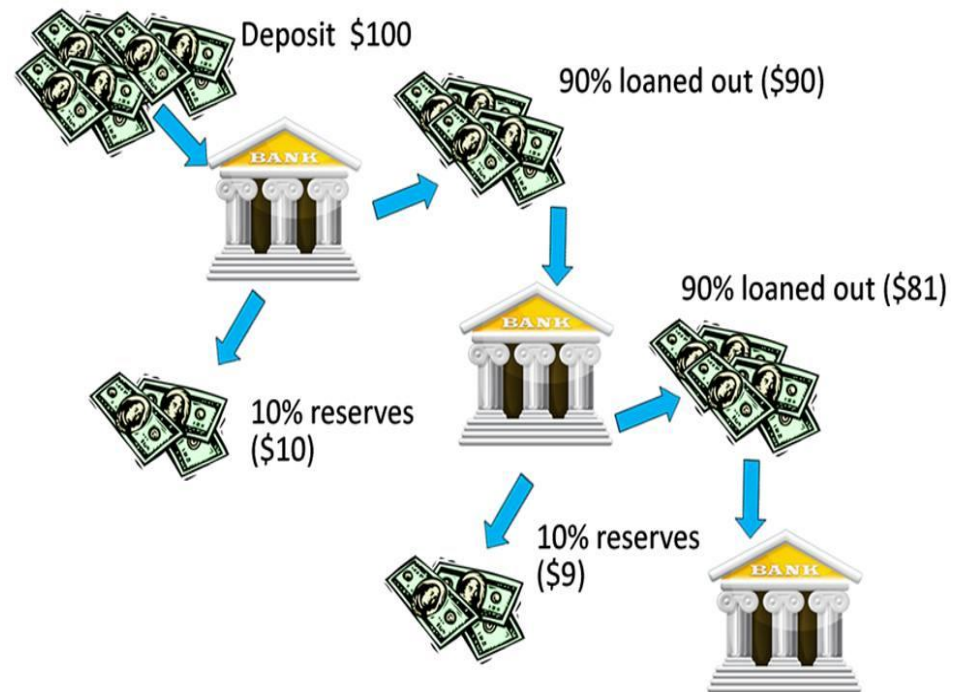 Deposit $100
90% loaned out ($90)
BANK
90% loaned out ($81)
BANK
10% reserves
($10)
10% reserves
($9)
BANK